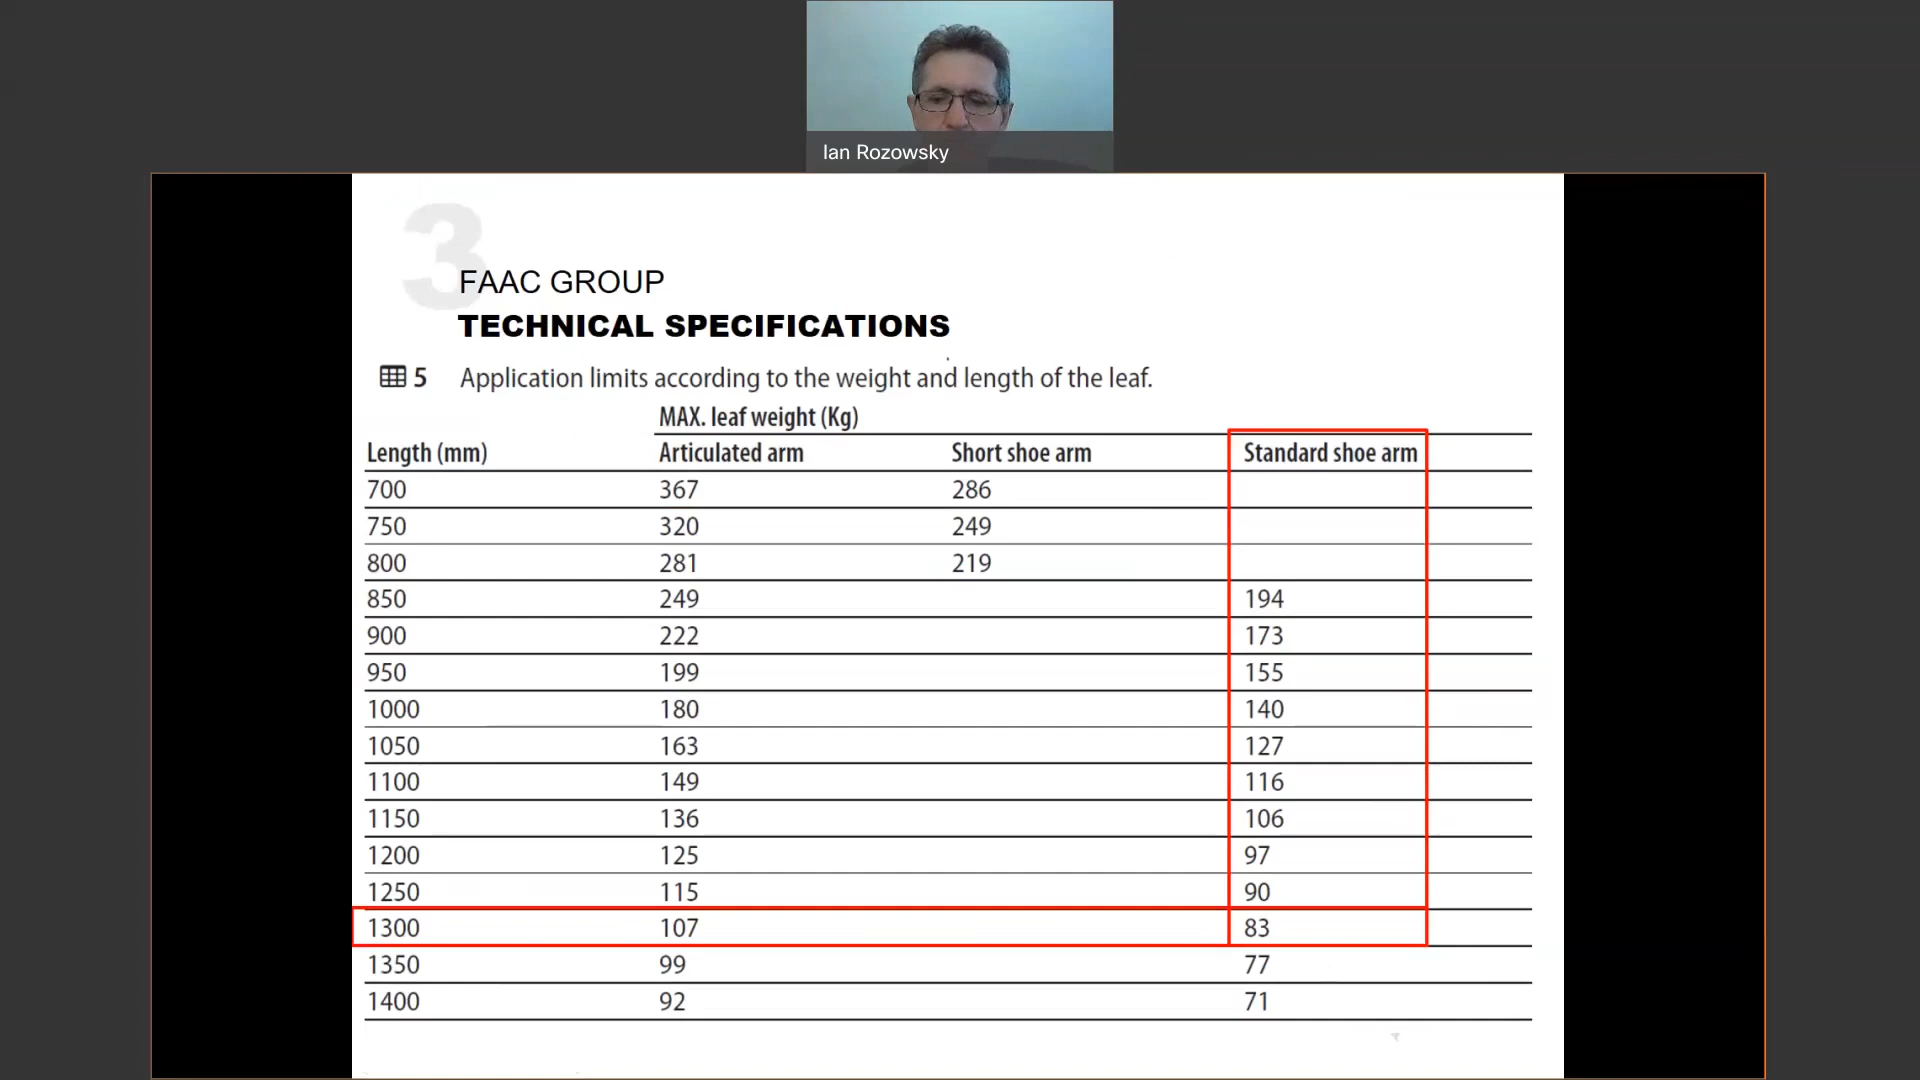 Ian Rozowsky
3
FAAC GROUP
TECHNICAL SPECIFICATIONS
5 Application limits according to the weight and length of the leaf.
MAX. leaf weight (Kg)
Length (mm) Articulated arm Short shoe arm Standard shoe arm
700 367 286
750 320 249
800 281 219
850 249 194
900 222 173
950 199 155
1000 180 140
1050 163 127
1100 149 116
1150 136 106
1200 125 97
1250 115 90
1300 107 83
1350 99 77
1400 92 71